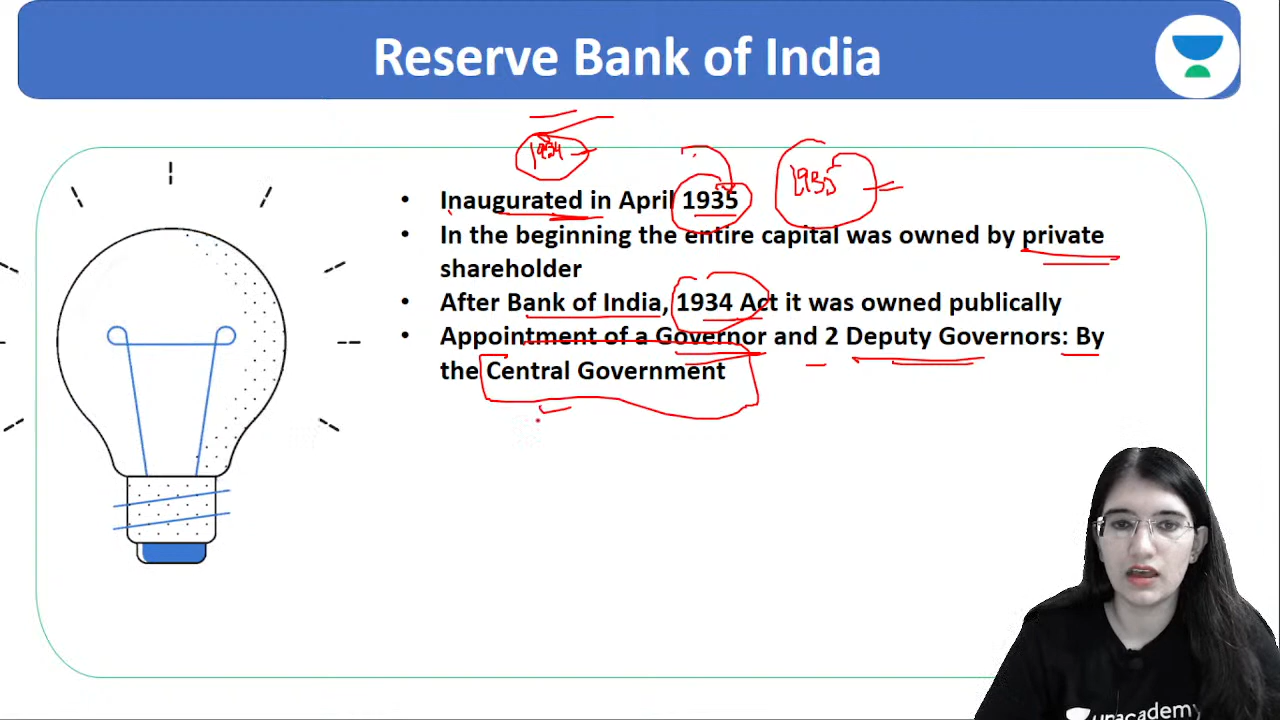 Reserve Bank of India
1934
• Inaugurated in April 1935
1935
• In the beginning the entire capital was owned by private
shareholder
• After Bank of India, 1934 Act it was owned publically
• Appointment of a Governor and 2 Deputy Governors: By
the Central Government
unacademy